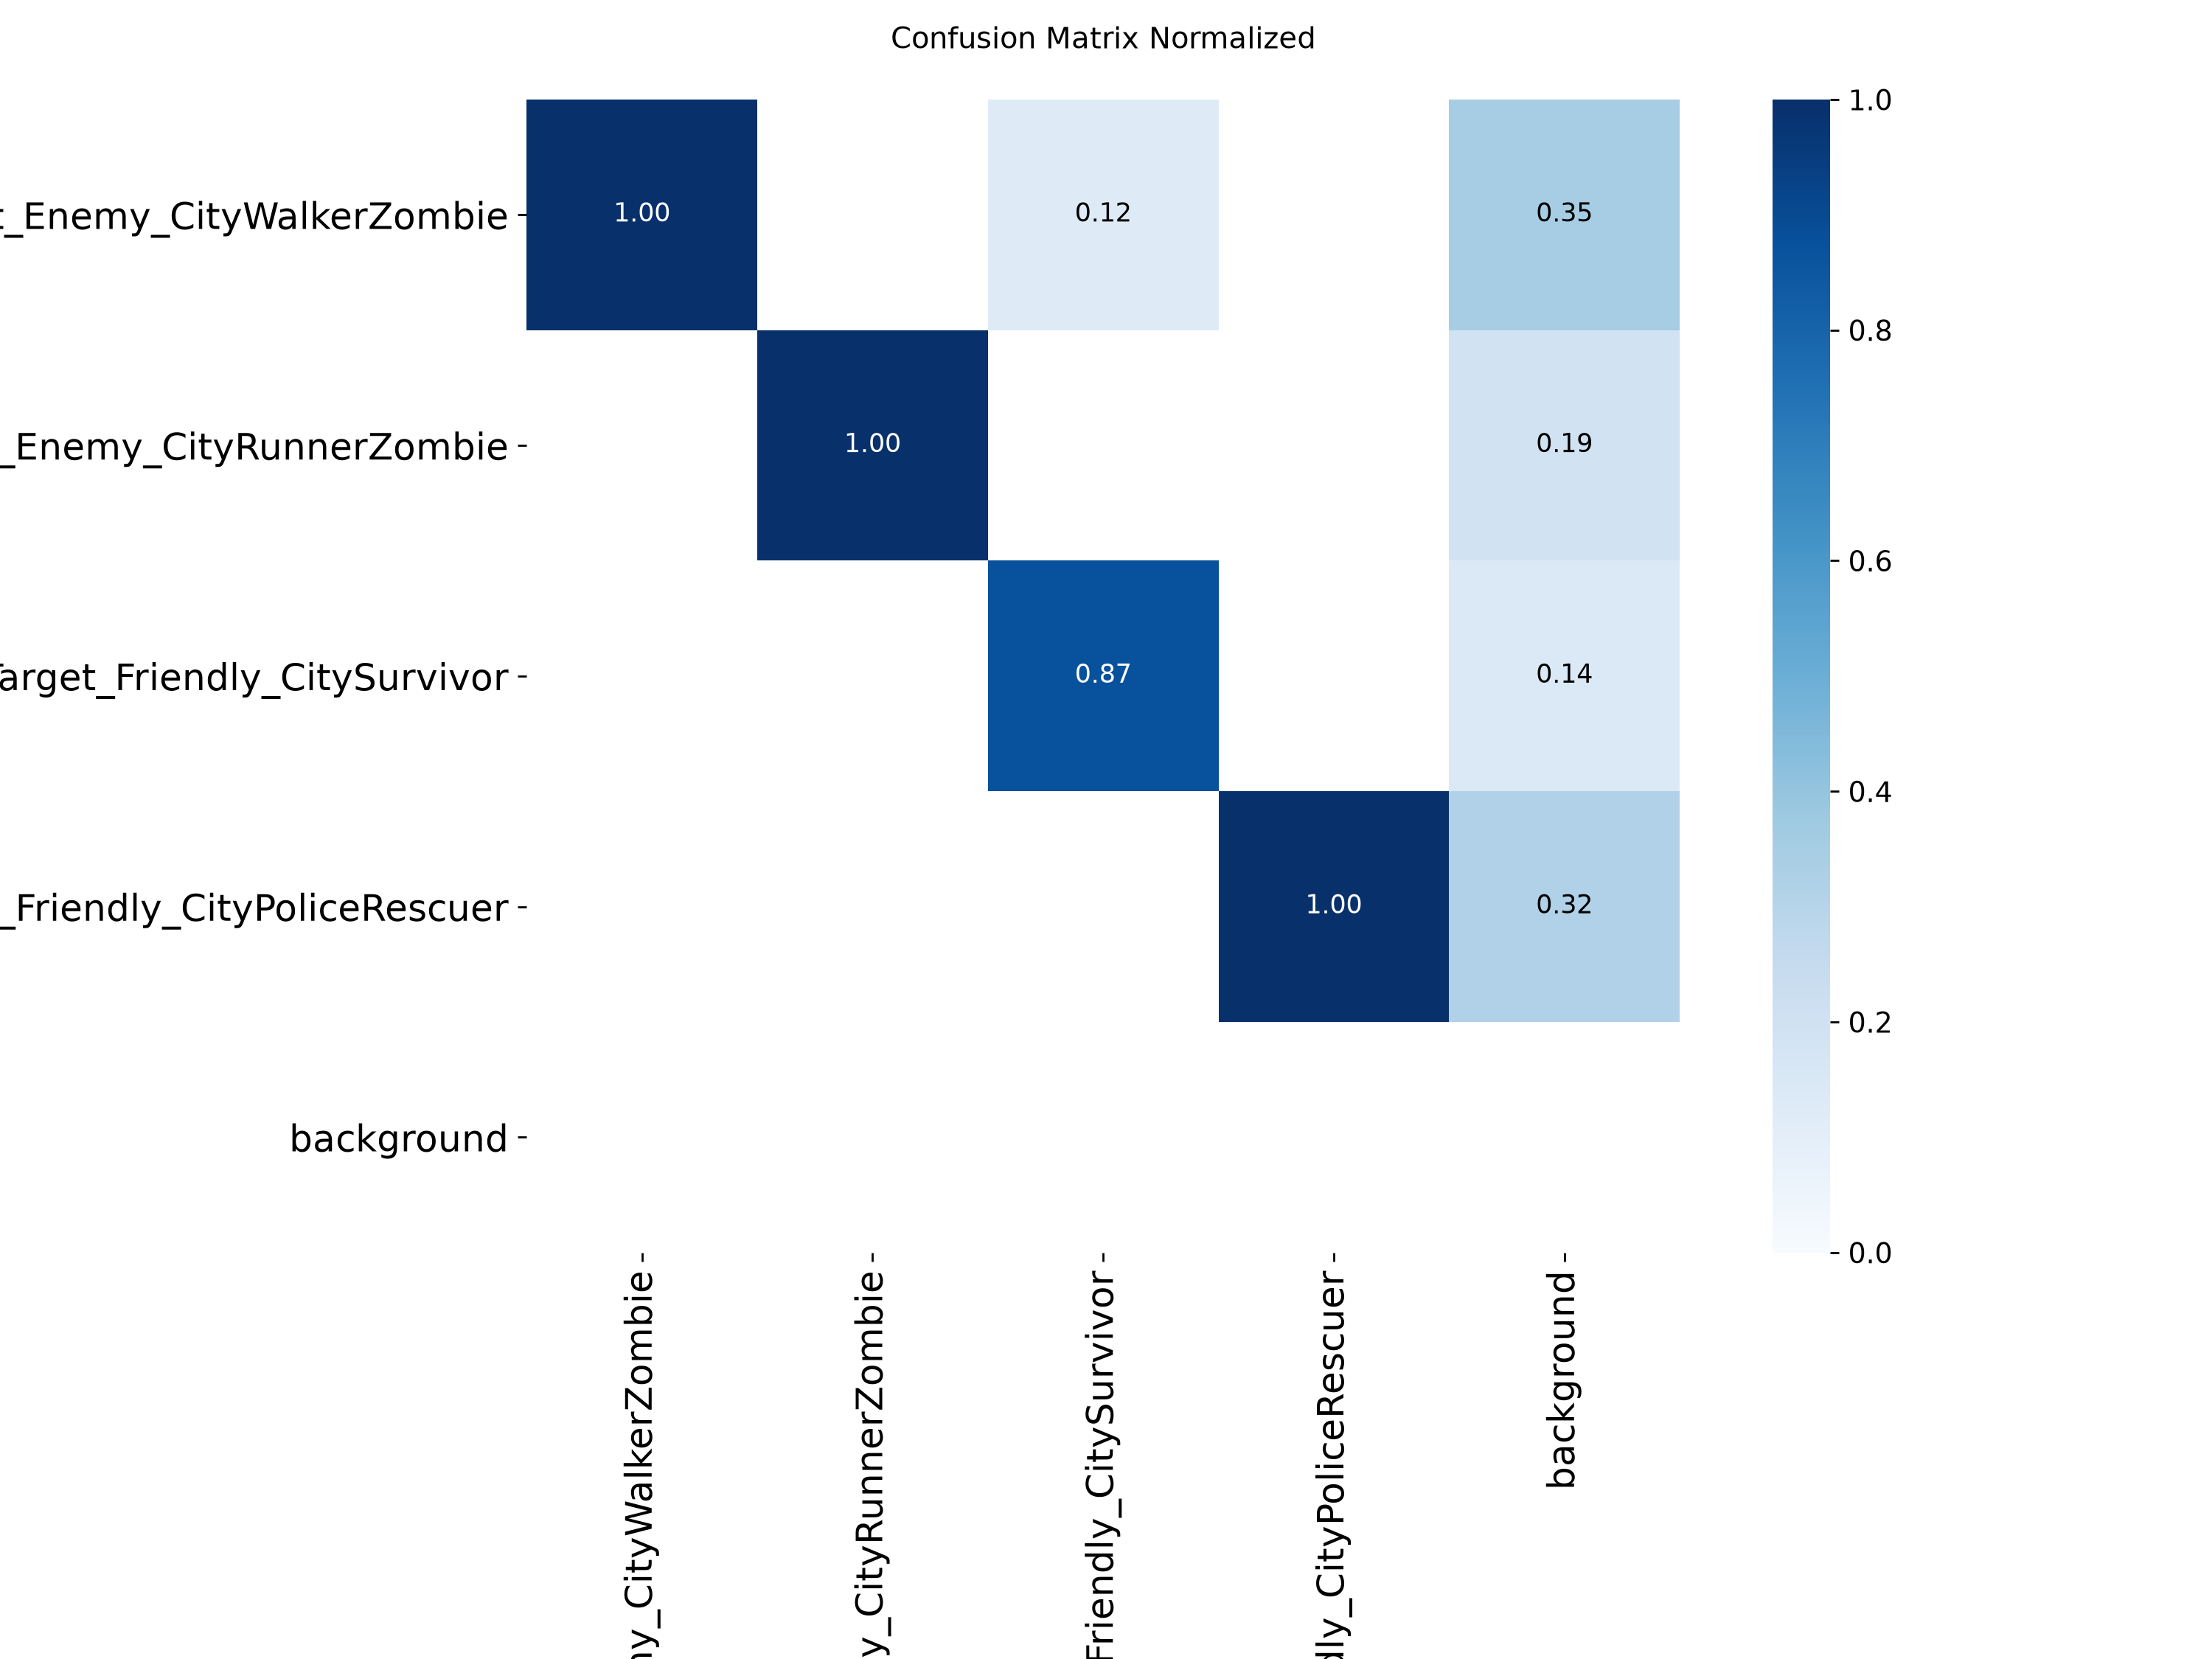 Confusion Matrix Normalized
_Enemy_CityWalkerZombie
1.00
0.12
0.35
1.0
0.8
_Enemy_CityRunnerZombie
1.00
0.19
0.6
arget_Friendly_CitySurvivor
0.87
0.14
0.4
_Friendly_CityPoliceRescuer
1.00
0.32
0.2
background
0.0
y_CityWalkerZombie
y_CityRunnerZombie
Friendly_CitySurvivor
dly_CityPoliceRescuer
background